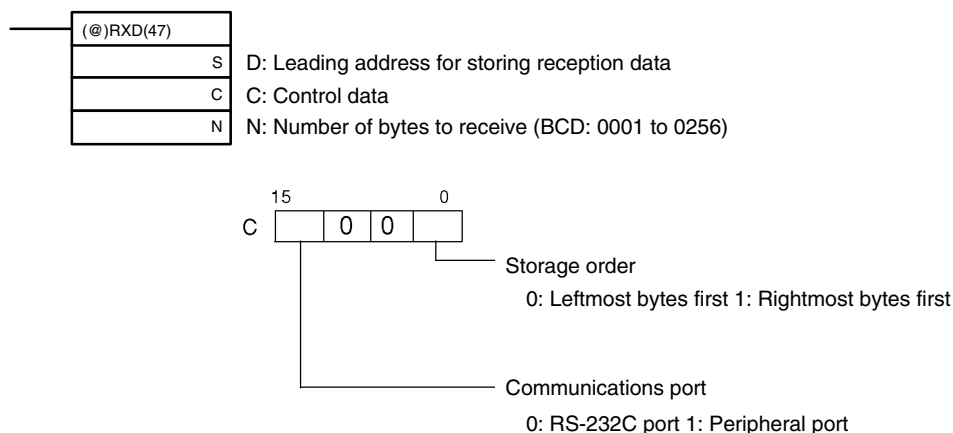 (@)RXD(47)
S D: Leading address for storing reception data
C C: Control data
N N: Number of bytes to receive (BCD: 0001 to 0256)
15 0
C 0 0
Storage order
0: Leftmost bytes first 1: Rightmost bytes first
Communications port
0: RS-232C port 1: Peripheral port